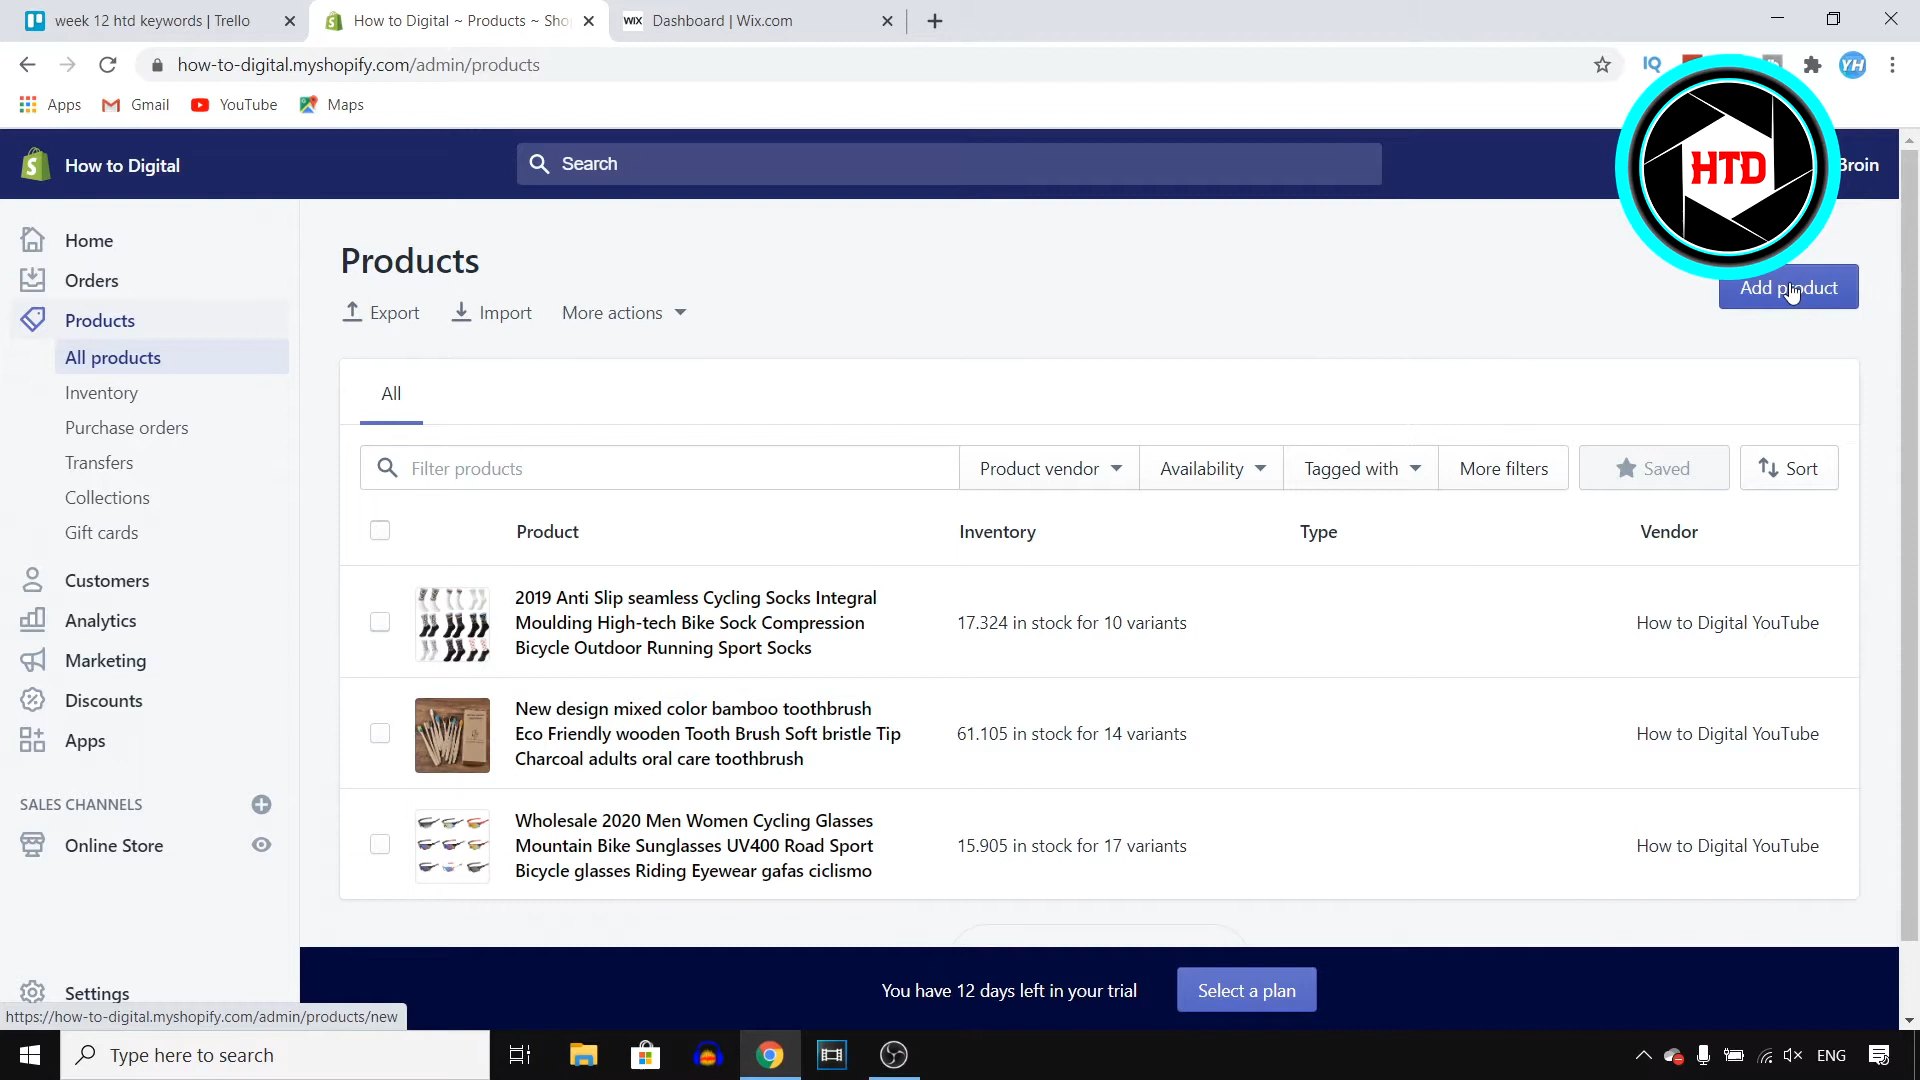 week 12 htd keywords | Trello
How to Digital ~ Products ~ Sho
WIX Dashboard | Wix.com
how-to-digital.myshopify.com/admin/products
IQ
YH
Apps
Gmail
YouTube
Maps
How to Digital
Search
HTD
Broin
Home
Orders
Products
All products
Inventory
Purchase orders
Transfers
Collections
Gift cards
Customers
Analytics
Marketing
Discounts
Apps
SALES CHANNELS
Online Store
Settings
Products
Export
Import
More actions
Add product
All
Filter products
Product vendor
Availability
Tagged with
More filters
Saved
Sort
Product
Inventory
Type
Vendor
2019 Anti Slip seamless Cycling Socks Integral
Moulding High-tech Bike Sock Compression
Bicycle Outdoor Running Sport Socks
17.324 in stock for 10 variants
How to Digital YouTube
New design mixed color bamboo toothbrush
Eco Friendly wooden Tooth Brush Soft bristle Tip
Charcoal adults oral care toothbrush
61.105 in stock for 14 variants
How to Digital YouTube
Wholesale 2020 Men Women Cycling Glasses
Mountain Bike Sunglasses UV400 Road Sport
Bicycle glasses Riding Eyewear gafas ciclismo
15.905 in stock for 17 variants
How to Digital YouTube
You have 12 days left in your trial
Select a plan
https://how-to-digital.myshopify.com/admin/products/new
Type here to search
ENG